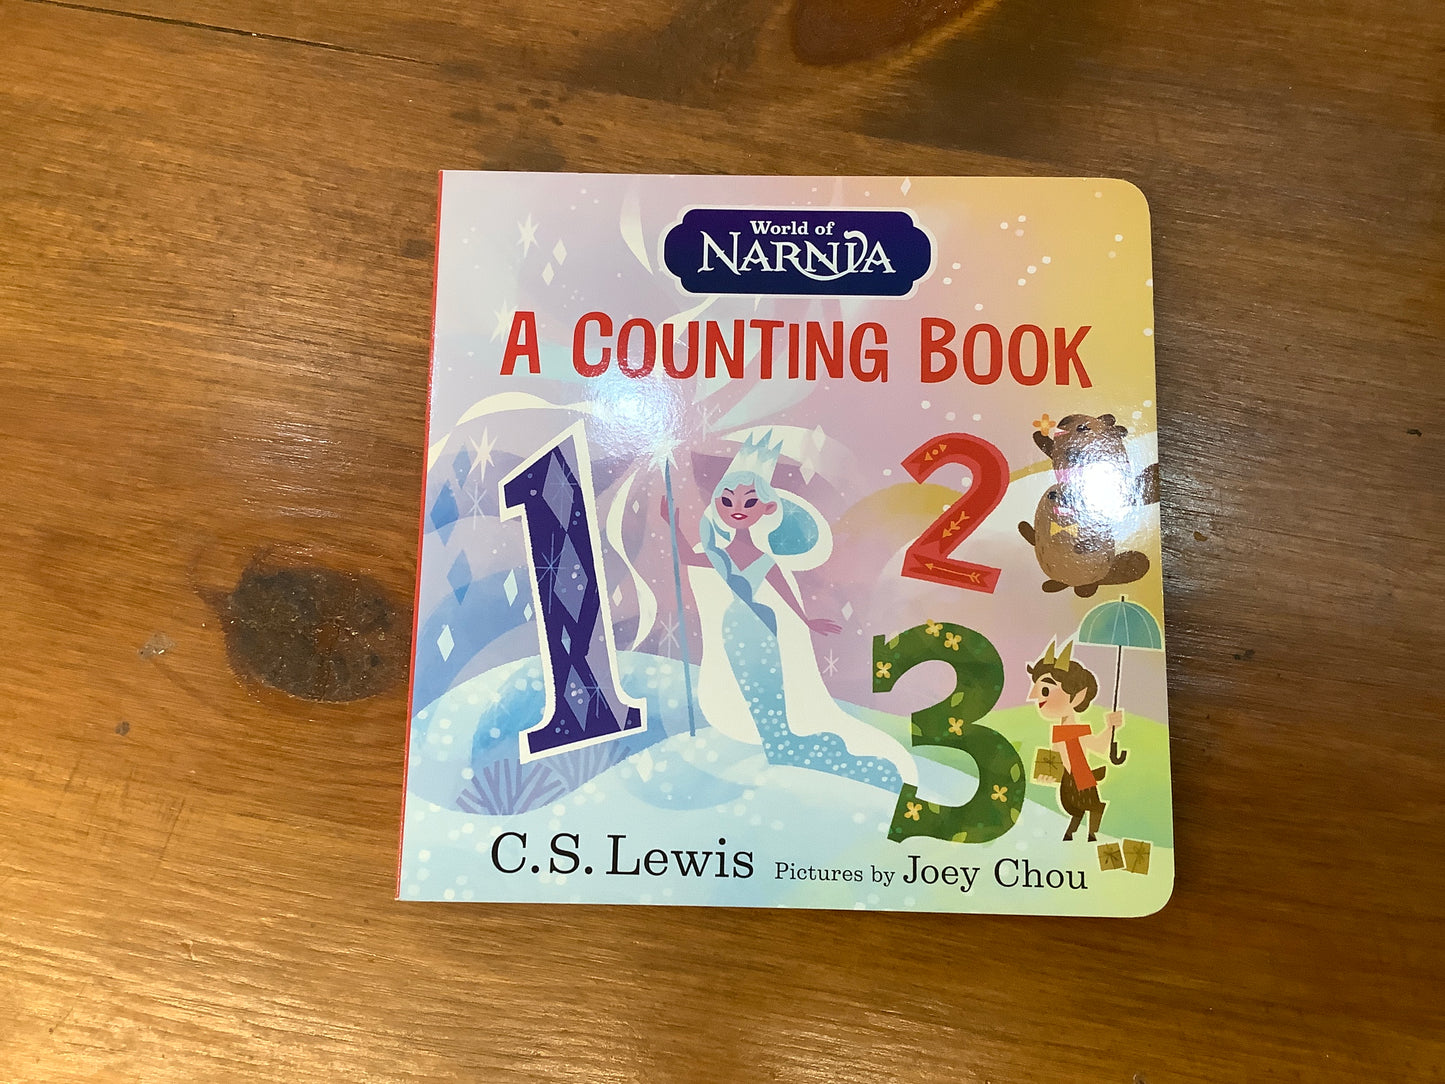 World of
NARNIA
A COUNTING BOOK
1
2
3
C.S. Lewis Pictures by Joey Chou